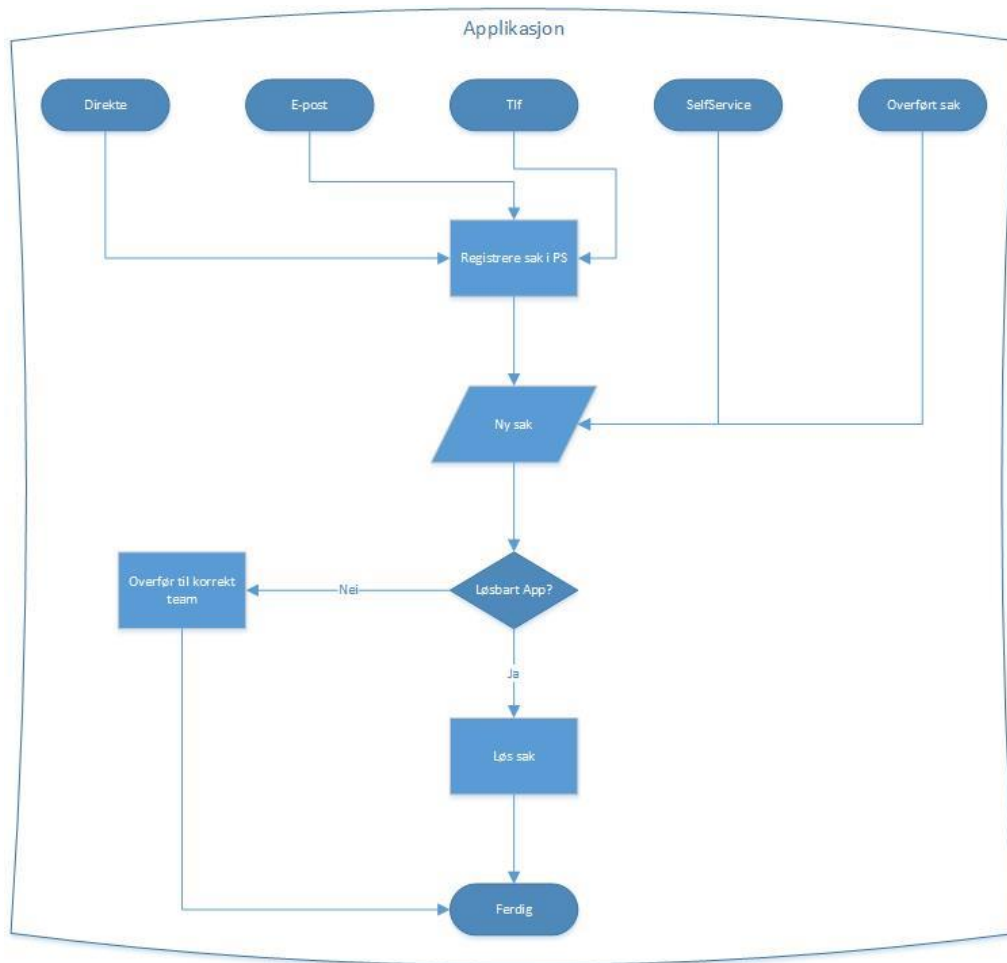 Applikasjon
Direkte
E-post
Tlf
SelfService
Overført sak
Registrere sak i PS
Ny sak
Overfør til korrekt
team
Nei
Løsbart App?
Ja
Løs sak
Ferdig